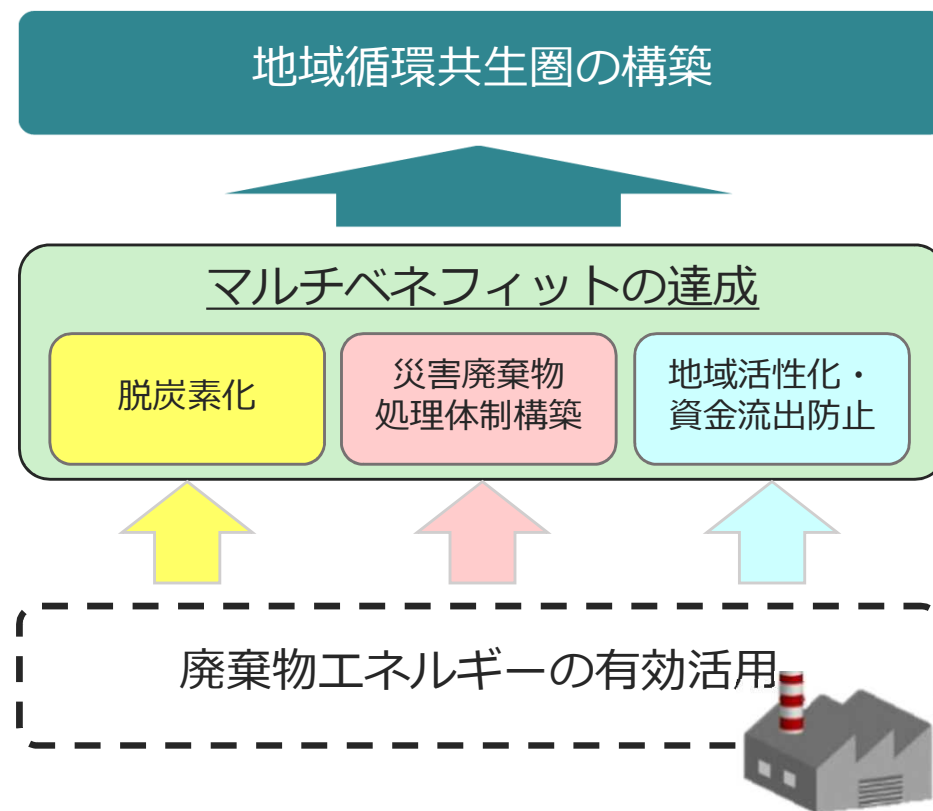 地域循環共生圏の構築
マルチベネフィットの達成
脱炭素化
災害廃棄物
処理体制構築
地域活性化・
資金流出防止
廃棄物エネルギーの有効活用